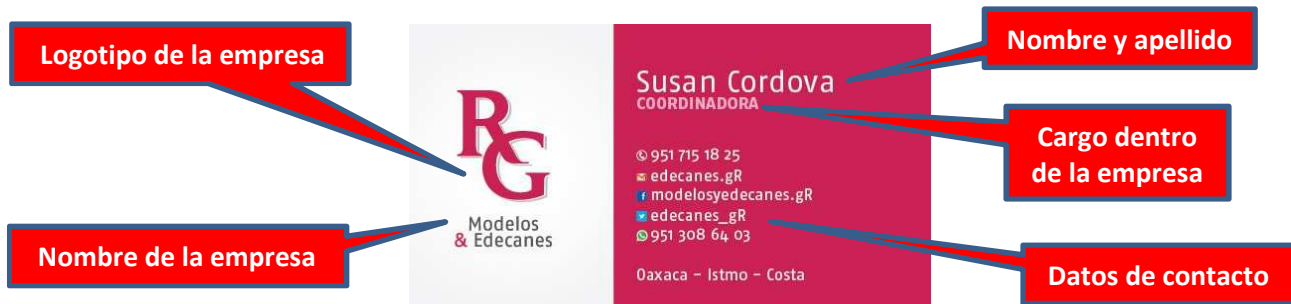 Logotipo de la empresa
Nombre de la empresa
RG
Modelos
& Edecanes
Susan Cordova
COORDINADORA
951 715 18 25
edecanes.gR
modelosyedecanes.gR
edecanes_gR
951 308 64 03
Oaxaca – Istmo – Costa
Nombre y apellido
Cargo dentro
de la empresa
Datos de contacto